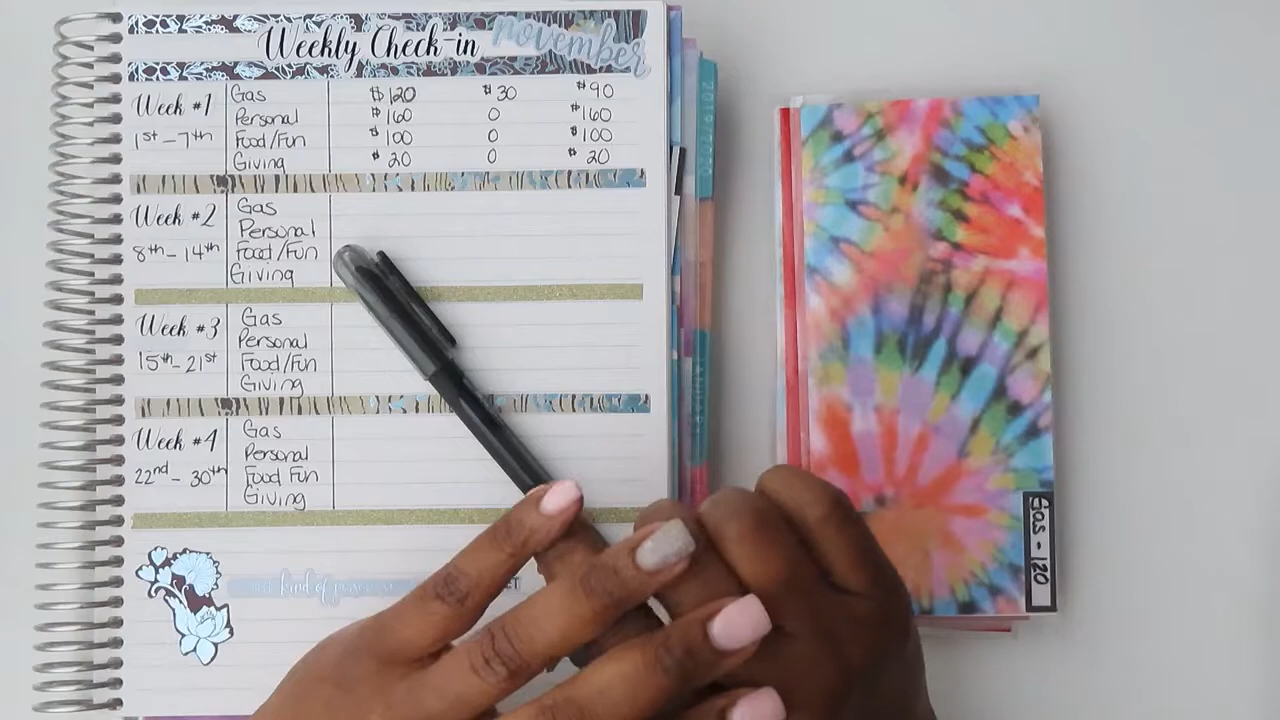 Weekly Check-in november
Week #1 Gas $120 $30 $90
Personal $160 0 $160
1st-7th Food/Fun $100 0 $100
Giving $20 0 $20
Week #2 Gas
Personal
8th-14th Food/Fun
Giving
Week #3 Gas
Personal
15th-21st Food/Fun
Giving
Week #4 Gas
Personal
22nd-30th Food Fun
Giving
kind of
Gas-120